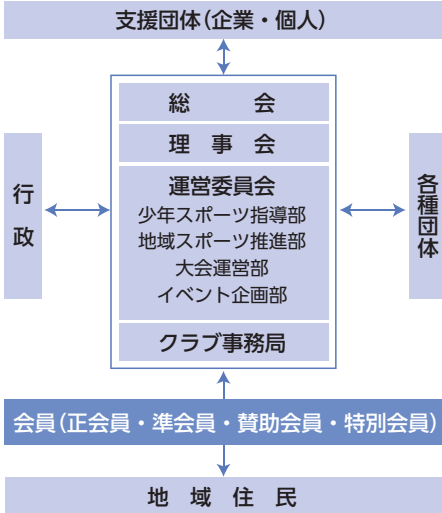 支援団体(企業・個人)
総会
理事会
運営委員会
少年スポーツ指導部
地域スポーツ推進部
大会運営部
イベント企画部
クラブ事務局
行政
各種団体
会員(正会員・準会員・賛助会員・特別会員)
地域住民